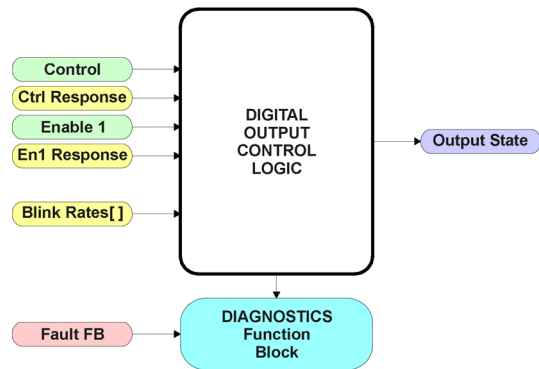 Control
Ctrl Response
Enable 1
En1 Response
Blink Rates[ ]
Fault FB
DIGITAL
OUTPUT
CONTROL
LOGIC
Output State
DIAGNOSTICS
Function
Block